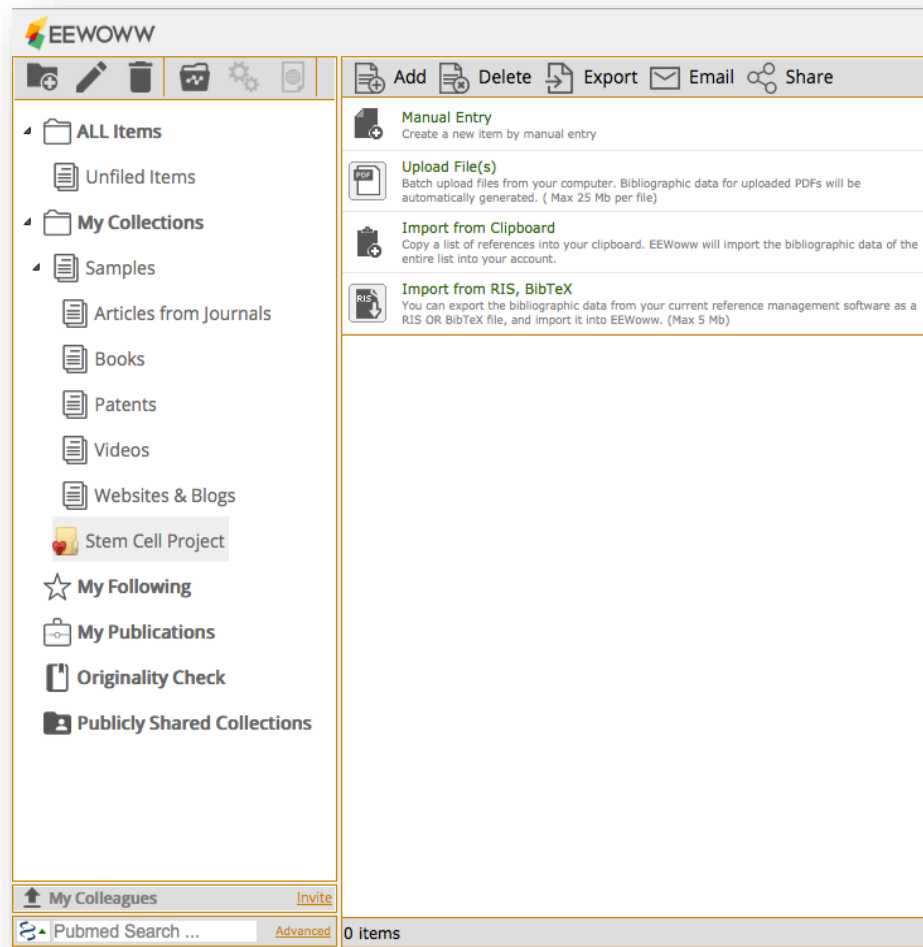 EEWOWW
Add Delete Export Email Share
ALL Items
Unfiled Items
My Collections
Samples
Articles from Journals
Books
Patents
Videos
Websites & Blogs
Stem Cell Project
My Following
My Publications
Originality Check
Publicly Shared Collections
My Colleagues Invite
Pubmed Search ... Advanced
Manual Entry
Create a new item by manual entry
PDF
Upload File(s)
Batch upload files from your computer. Bibliographic data for uploaded PDFs will be
automatically generated. ( Max 25 Mb per file)
Import from Clipboard
Copy a list of references into your clipboard. EEWoww will import the bibliographic data of the
entire list into your account.
RIS
Import from RIS, BibTeX
You can export the bibliographic data from your current reference management software as a
RIS OR BibTeX file, and import it into EEWoww. (Max 5 Mb)
0 items